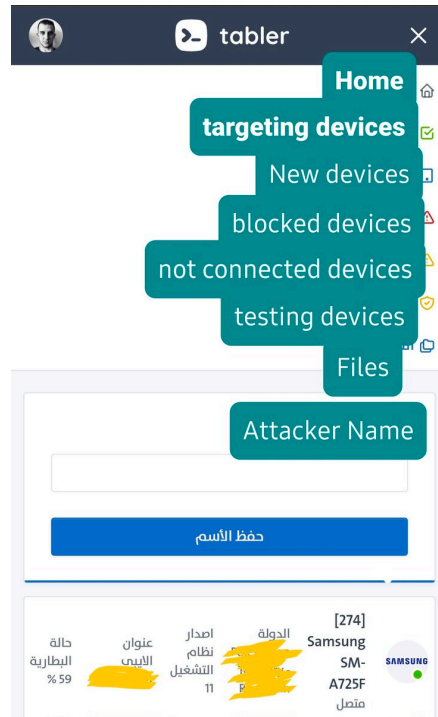 tabler
Home
targeting devices
New devices
blocked devices
not connected devices
testing devices
Files
Attacker Name
حفظ الأسم
[274]
Samsung
SM-
A725F
متصل
الدولة
اصدار
نظام
التشغيل
11
عنوان
الايبي
حالة
البطارية
59 %
SAMSUNG